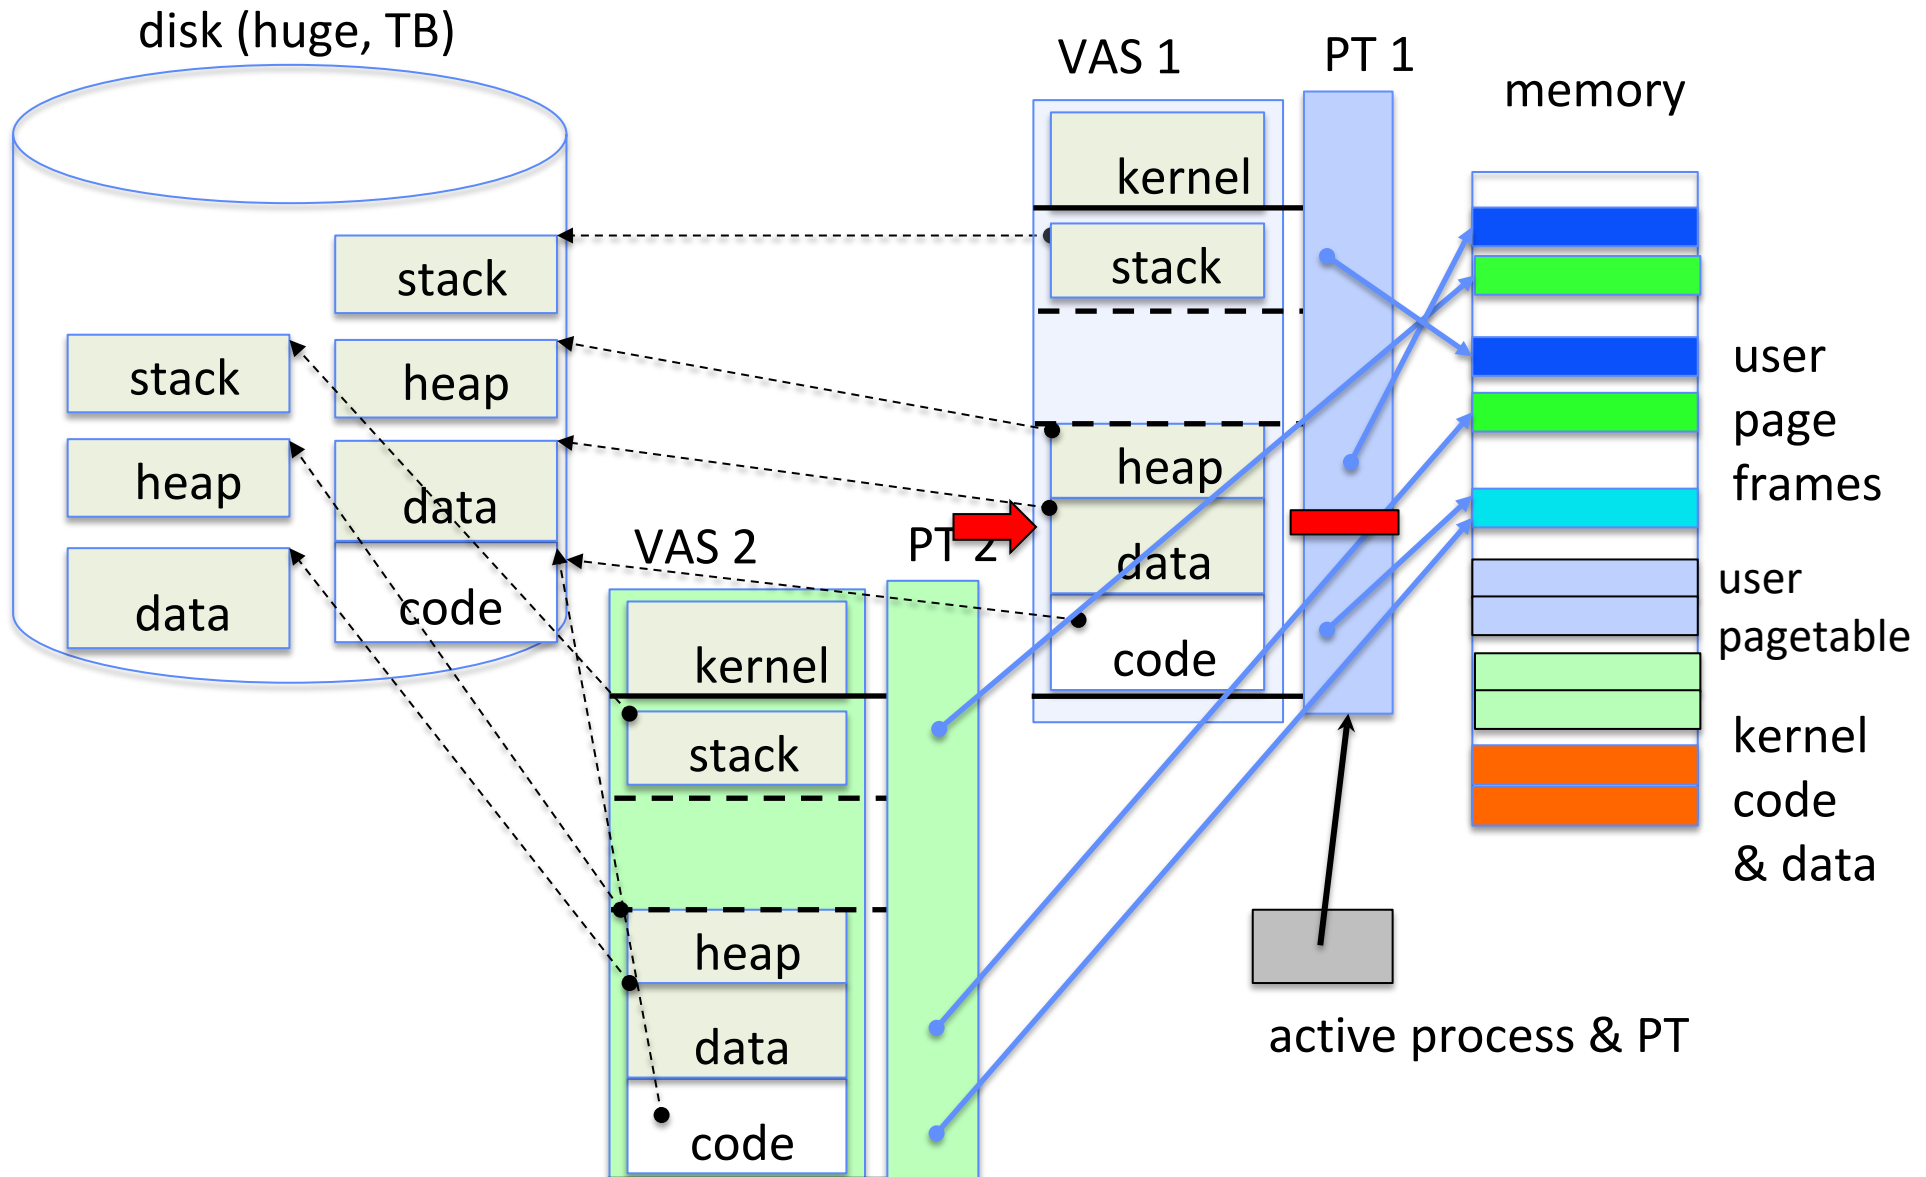 disk (huge, TB)
VAS 1
PT 1
memory
kernel
stack
stack
heap
stack
heap
heap
data
data
code
VAS 2
PT 2
heap
data
code
user
page
frames
user
pagetable
kernel
code
& data
kernel
stack
heap
data
code
active process & PT